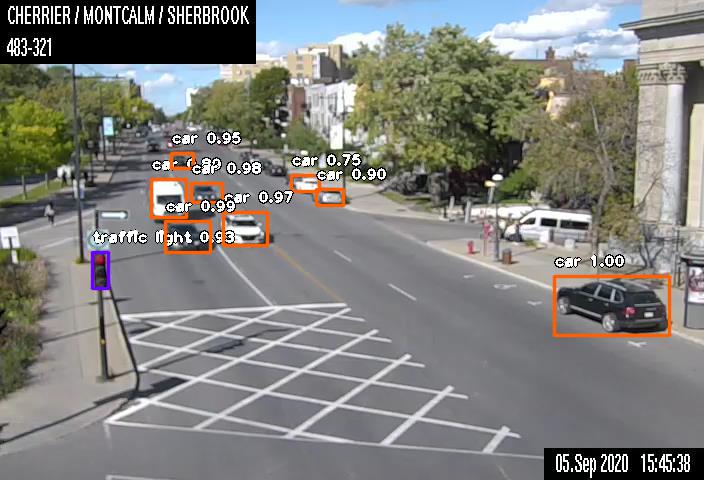 CHERRIER / MONTCALM / SHERBROOK
483-321
car 0.95
car 0.75
car 0.98
car 0.90
car 0.97
car 0.99
traffic light 0.93
car 1.00
05.Sep 2020 15:45:38